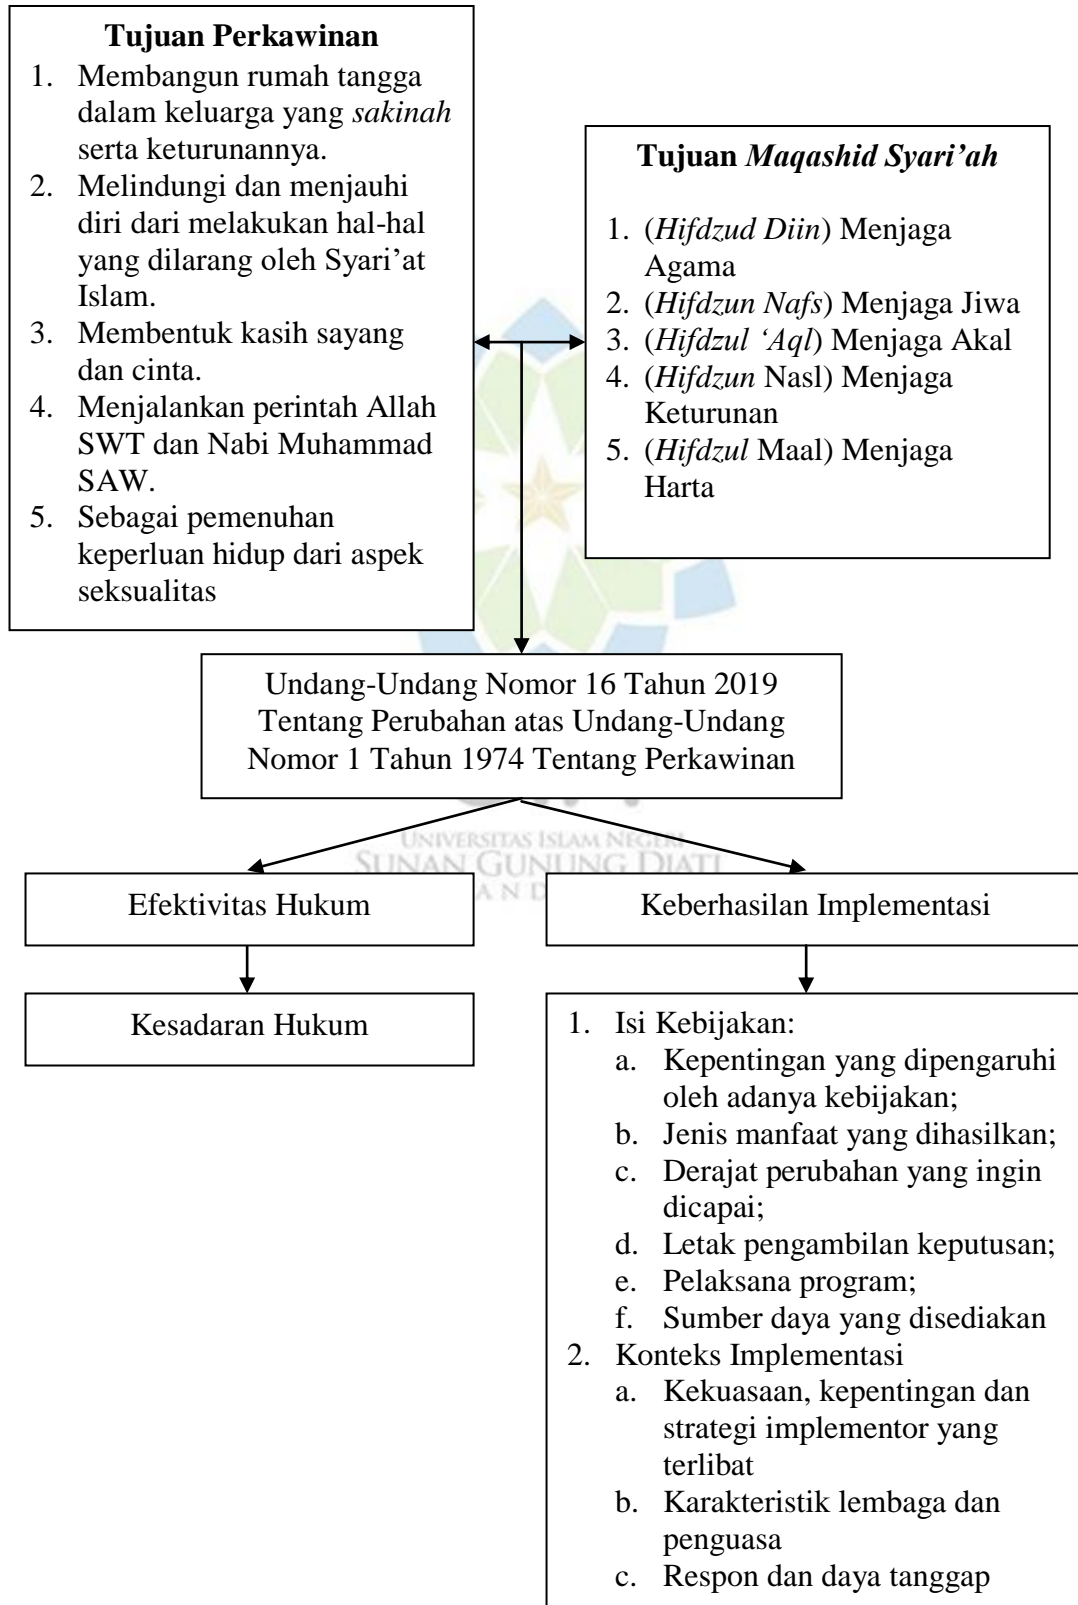 Tujuan Perkawinan
1. Membangun rumah tangga
dalam keluarga yang sakinah
serta keturunannya.
2. Melindungi dan menjauhi
diri dari melakukan hal-hal
yang dilarang oleh Syari’at
Islam.
3. Membentuk kasih sayang
dan cinta.
4. Menjalankan perintah Allah
SWT dan Nabi Muhammad
SAW.
5. Sebagai pemenuhan
keperluan hidup dari aspek
seksualitas
Tujuan Maqashid Syari’ah
1. (Hifdzud Diin) Menjaga
Agama
2. (Hifdzun Nafs) Menjaga Jiwa
3. (Hifdzul ‘Aql) Menjaga Akal
4. (Hifdzun Nasl) Menjaga
Keturunan
5. (Hifdzul Maal) Menjaga
Harta
Undang-Undang Nomor 16 Tahun 2019
Tentang Perubahan atas Undang-Undang
Nomor 1 Tahun 1974 Tentang Perkawinan
UNIVERSITAS ISLAM NEGERI
SUNAN GUNUNG DJATI
Efektivitas Hukum
Keberhasilan Implementasi
Kesadaran Hukum
1. Isi Kebijakan:
a. Kepentingan yang dipengaruhi
oleh adanya kebijakan;
b. Jenis manfaat yang dihasilkan;
c. Derajat perubahan yang ingin
dicapai;
d. Letak pengambilan keputusan;
e. Pelaksana program;
f. Sumber daya yang disediakan
2. Konteks Implementasi
a. Kekuasaan, kepentingan dan
strategi implementor yang
terlibat
b. Karakteristik lembaga dan
penguasa
c. Respon dan daya tanggap